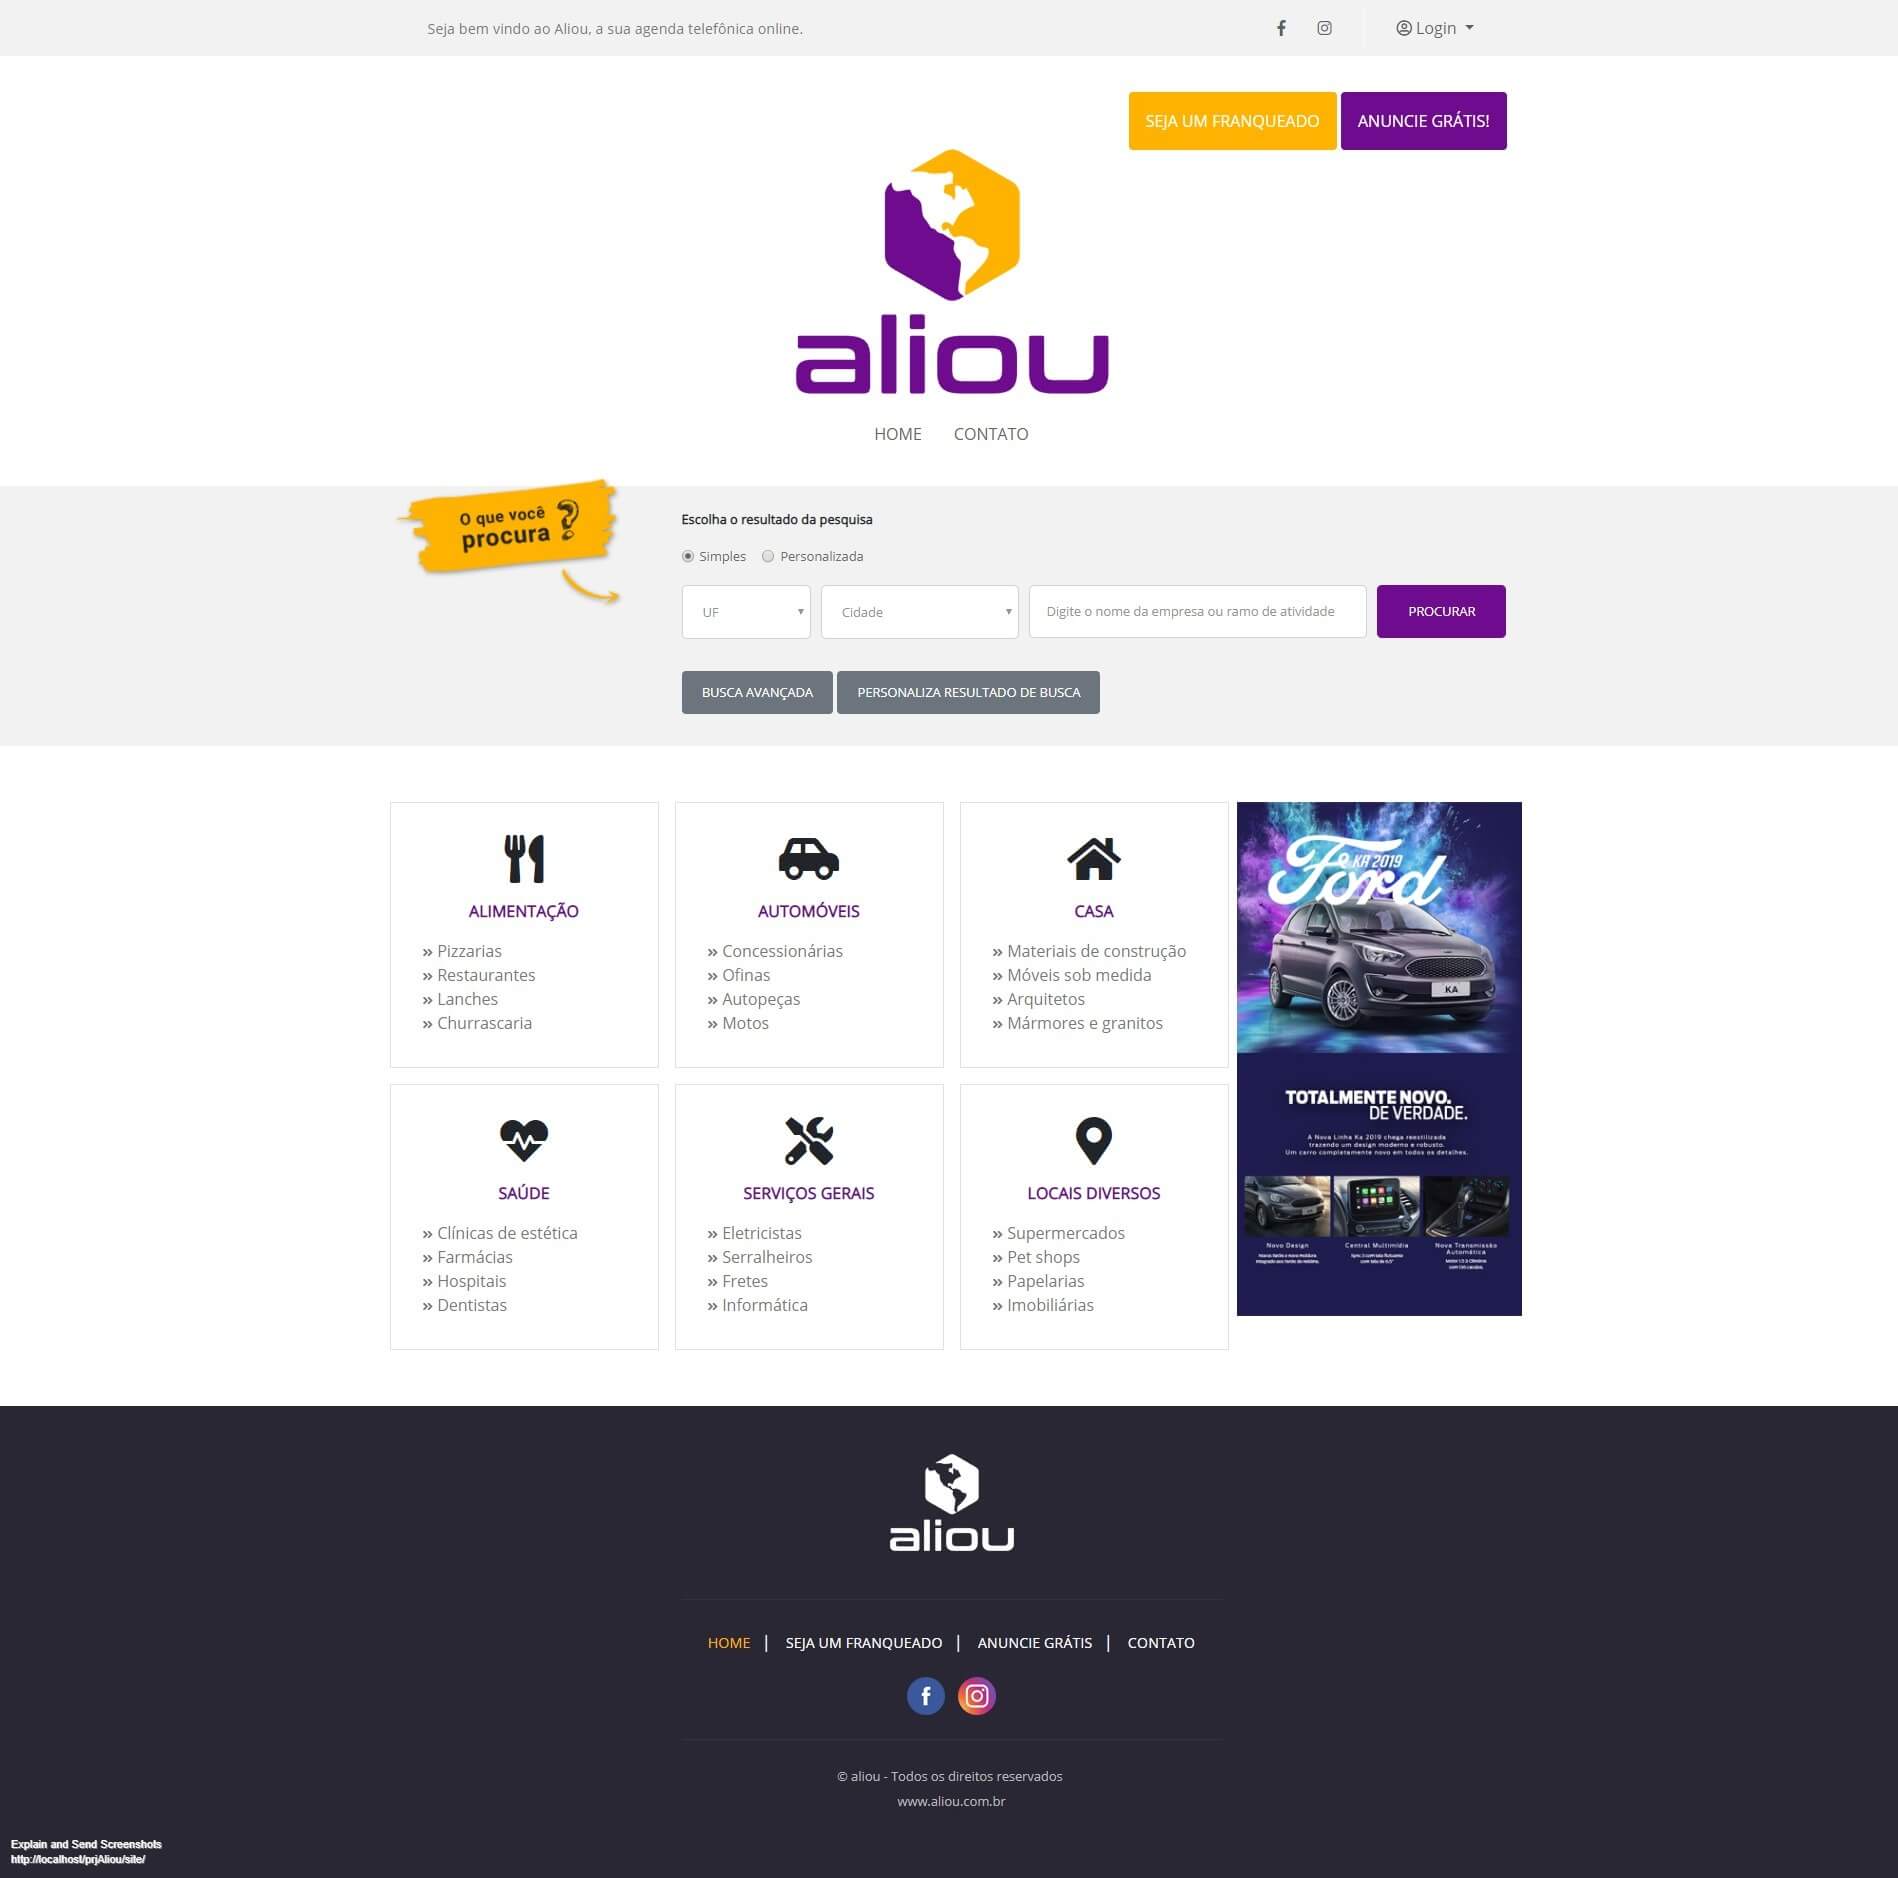 Seja bem vindo ao Aliou, a sua agenda telefônica online.
Login
SEJA UM FRANQUEADO
ANUNCIE GRÁTIS!
aliou
HOME CONTATO
O que você
procura ?
Escolha o resultado da pesquisa
Simples Personalizada
UF
Cidade
Digite o nome da empresa ou ramo de atividade
PROCURAR
BUSCA AVANÇADA
PERSONALIZA RESULTADO DE BUSCA
ALIMENTAÇÃO
» Pizzarias
» Restaurantes
» Lanches
» Churrascaria
AUTOMÓVEIS
» Concessionárias
» Ofinas
» Autopeças
» Motos
CASA
» Materiais de construção
» Móveis sob medida
» Arquitetos
» Mármores e granitos
KA 2019
Ford
KA
TOTALMENTE NOVO.
DE VERDADE.
A Nova Linha Ka 2019 chega reestilizada
trazendo um design moderno e robusto.
Um carro completamente novo em todos os detalhes.
Novo Design
Central Multimídia
Nova Transmissão
Automática
SAÚDE
» Clínicas de estética
» Farmácias
» Hospitais
» Dentistas
SERVIÇOS GERAIS
» Eletricistas
» Serralheiros
» Fretes
» Informática
LOCAIS DIVERSOS
» Supermercados
» Pet shops
» Papelarias
» Imobiliárias
aliou
HOME | SEJA UM FRANQUEADO | ANUNCIE GRÁTIS | CONTATO
© aliou - Todos os direitos reservados
www.aliou.com.br
Explain and Send Screenshots
http://localhost/prjAliou/site/